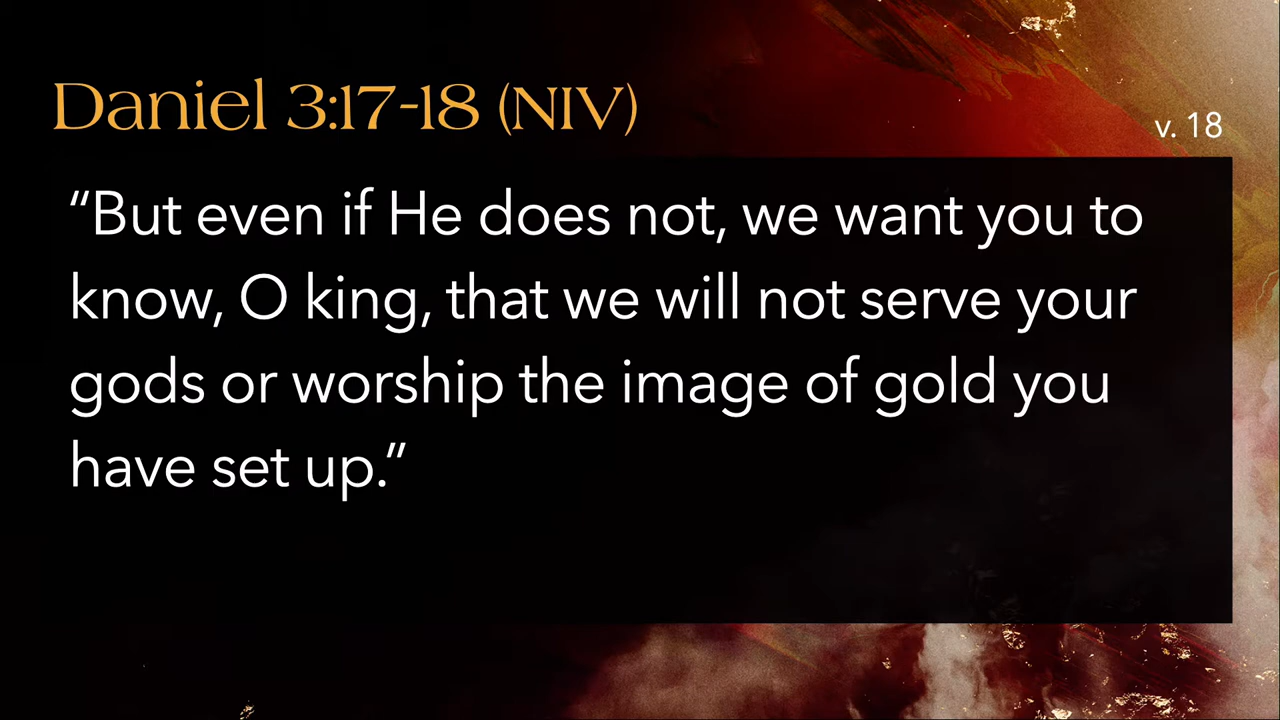 Daniel 3:17-18 (NIV)
v. 18
“But even if He does not, we want you to
know, O king, that we will not serve your
gods or worship the image of gold you
have set up.”